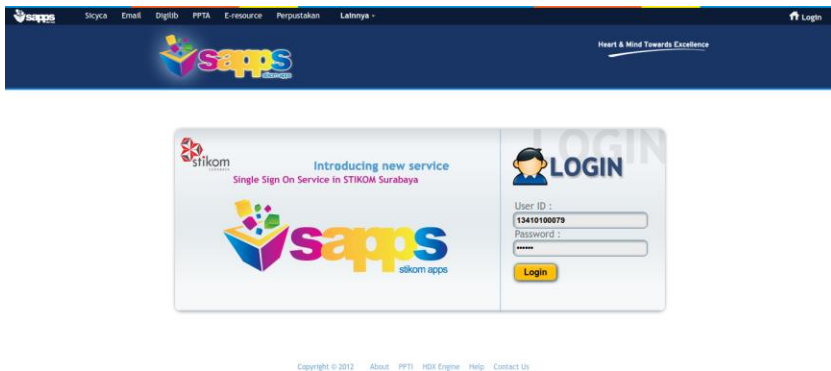 sapps Sicyca Email Digilib PPTA E-resource Perpustakan Lainnya Login
sapps
stikom apps
Heart & Mind Towards Excellence
LOGIN
stikom
Introducing new service
Single Sign On Service in STIKOM Surabaya
sapps
stikom apps
LOGIN
User ID :
13410100079
Password :
••••••
Login
Copyright © 2012 About PPTI HDX Engine Help Contact Us